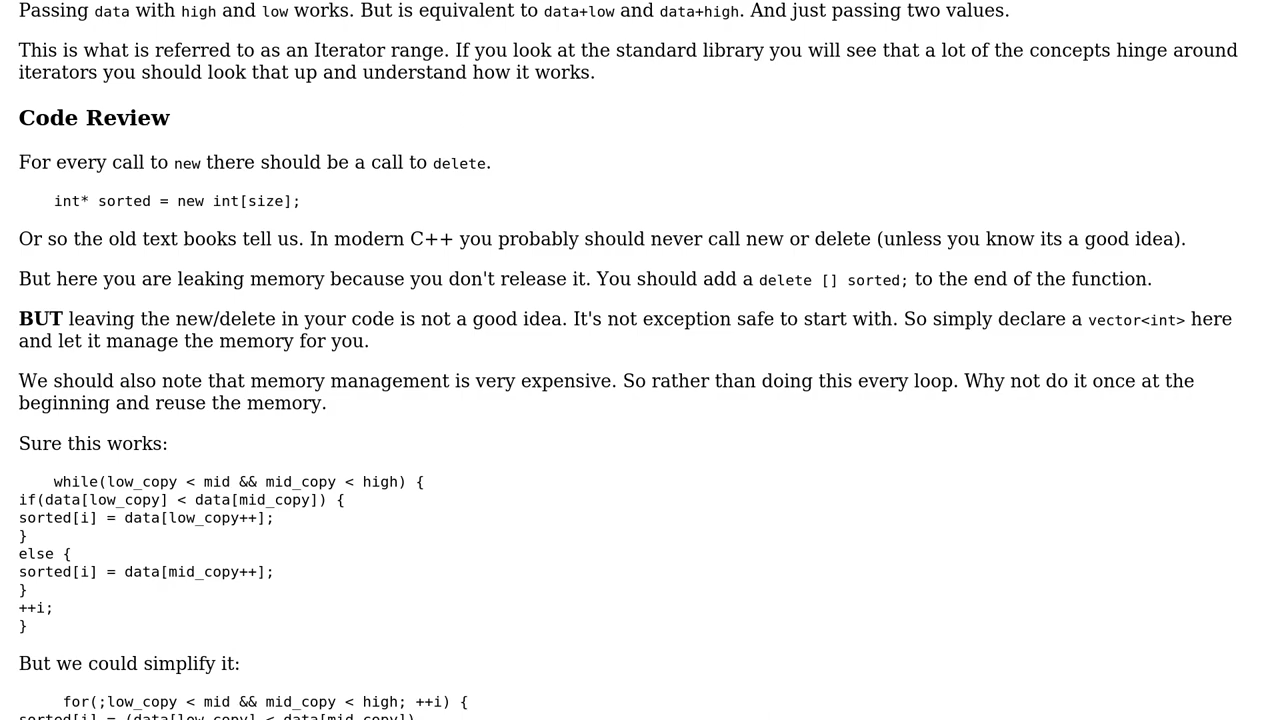 Passing data with high and low works. But is equivalent to data+low and data+high. And just passing two values.
This is what is referred to as an Iterator range. If you look at the standard library you will see that a lot of the concepts hinge around
iterators you should look that up and understand how it works.
Code Review
For every call to new there should be a call to delete.
int* sorted = new int[size];
Or so the old text books tell us. In modern C++ you probably should never call new or delete (unless you know its a good idea).
But here you are leaking memory because you don't release it. You should add a delete [] sorted; to the end of the function.
BUT leaving the new/delete in your code is not a good idea. It's not exception safe to start with. So simply declare a vector<int> here
and let it manage the memory for you.
We should also note that memory management is very expensive. So rather than doing this every loop. Why not do it once at the
beginning and reuse the memory.
Sure this works:
while(low_copy < mid && mid_copy < high) {
if(data[low_copy] < data[mid_copy]) {
sorted[i] = data[low_copy++];
}
else {
sorted[i] = data[mid_copy++];
}
++i;
}
But we could simplify it:
for(;low_copy < mid && mid_copy < high; ++i) {
sorted[i] = (data[low_copy] < data[mid_copy])